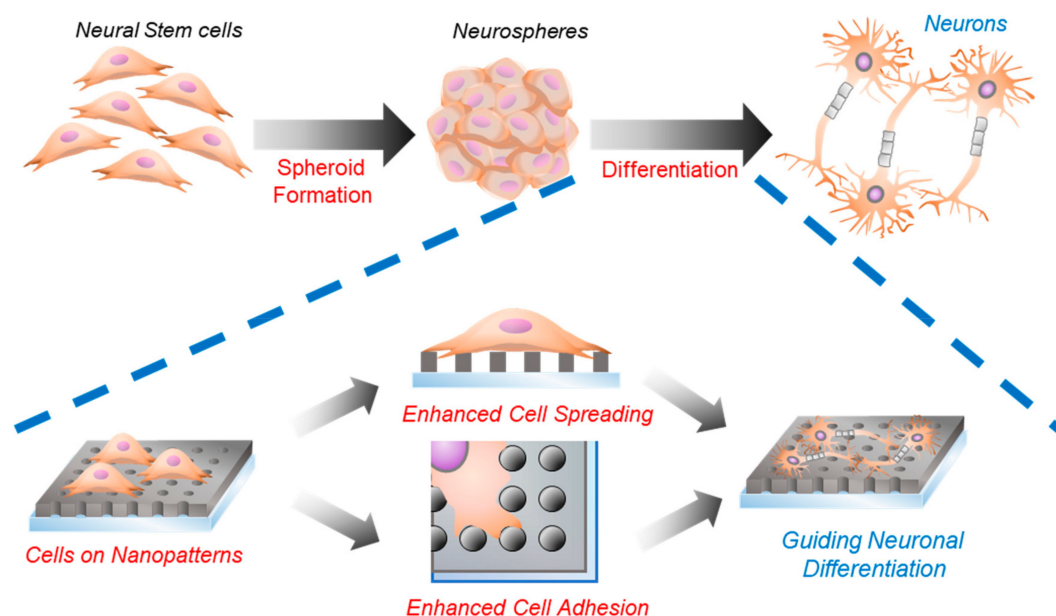 Neural Stem cells
Neurospheres
Neurons
Spheroid
Formation
Differentiation
Enhanced Cell Spreading
Cells on Nanopatterns
Guiding Neuronal
Differentiation
Enhanced Cell Adhesion